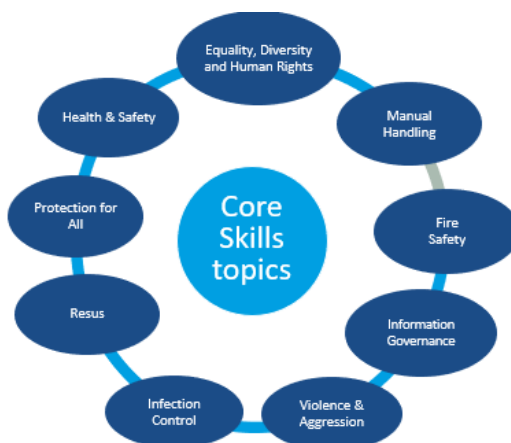 Equality, Diversity
and Human Rights
Manual
Handling
Fire
Safety
Information
Governance
Violence &
Aggression
Infection
Control
Resus
Protection for
All
Health & Safety
Core
Skills
topics